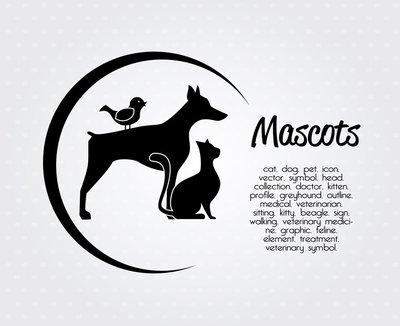 Mascots
cat. dog. pet. icon.
vector. symbol. head.
collection. doctor. kitten.
profile. greyhound. outline.
medical. veterinarian.
sitting. kitty. beagle. sign.
walking. veterinary medici-
ne. graphic. feline.
element. treatment.
veterinary symbol.